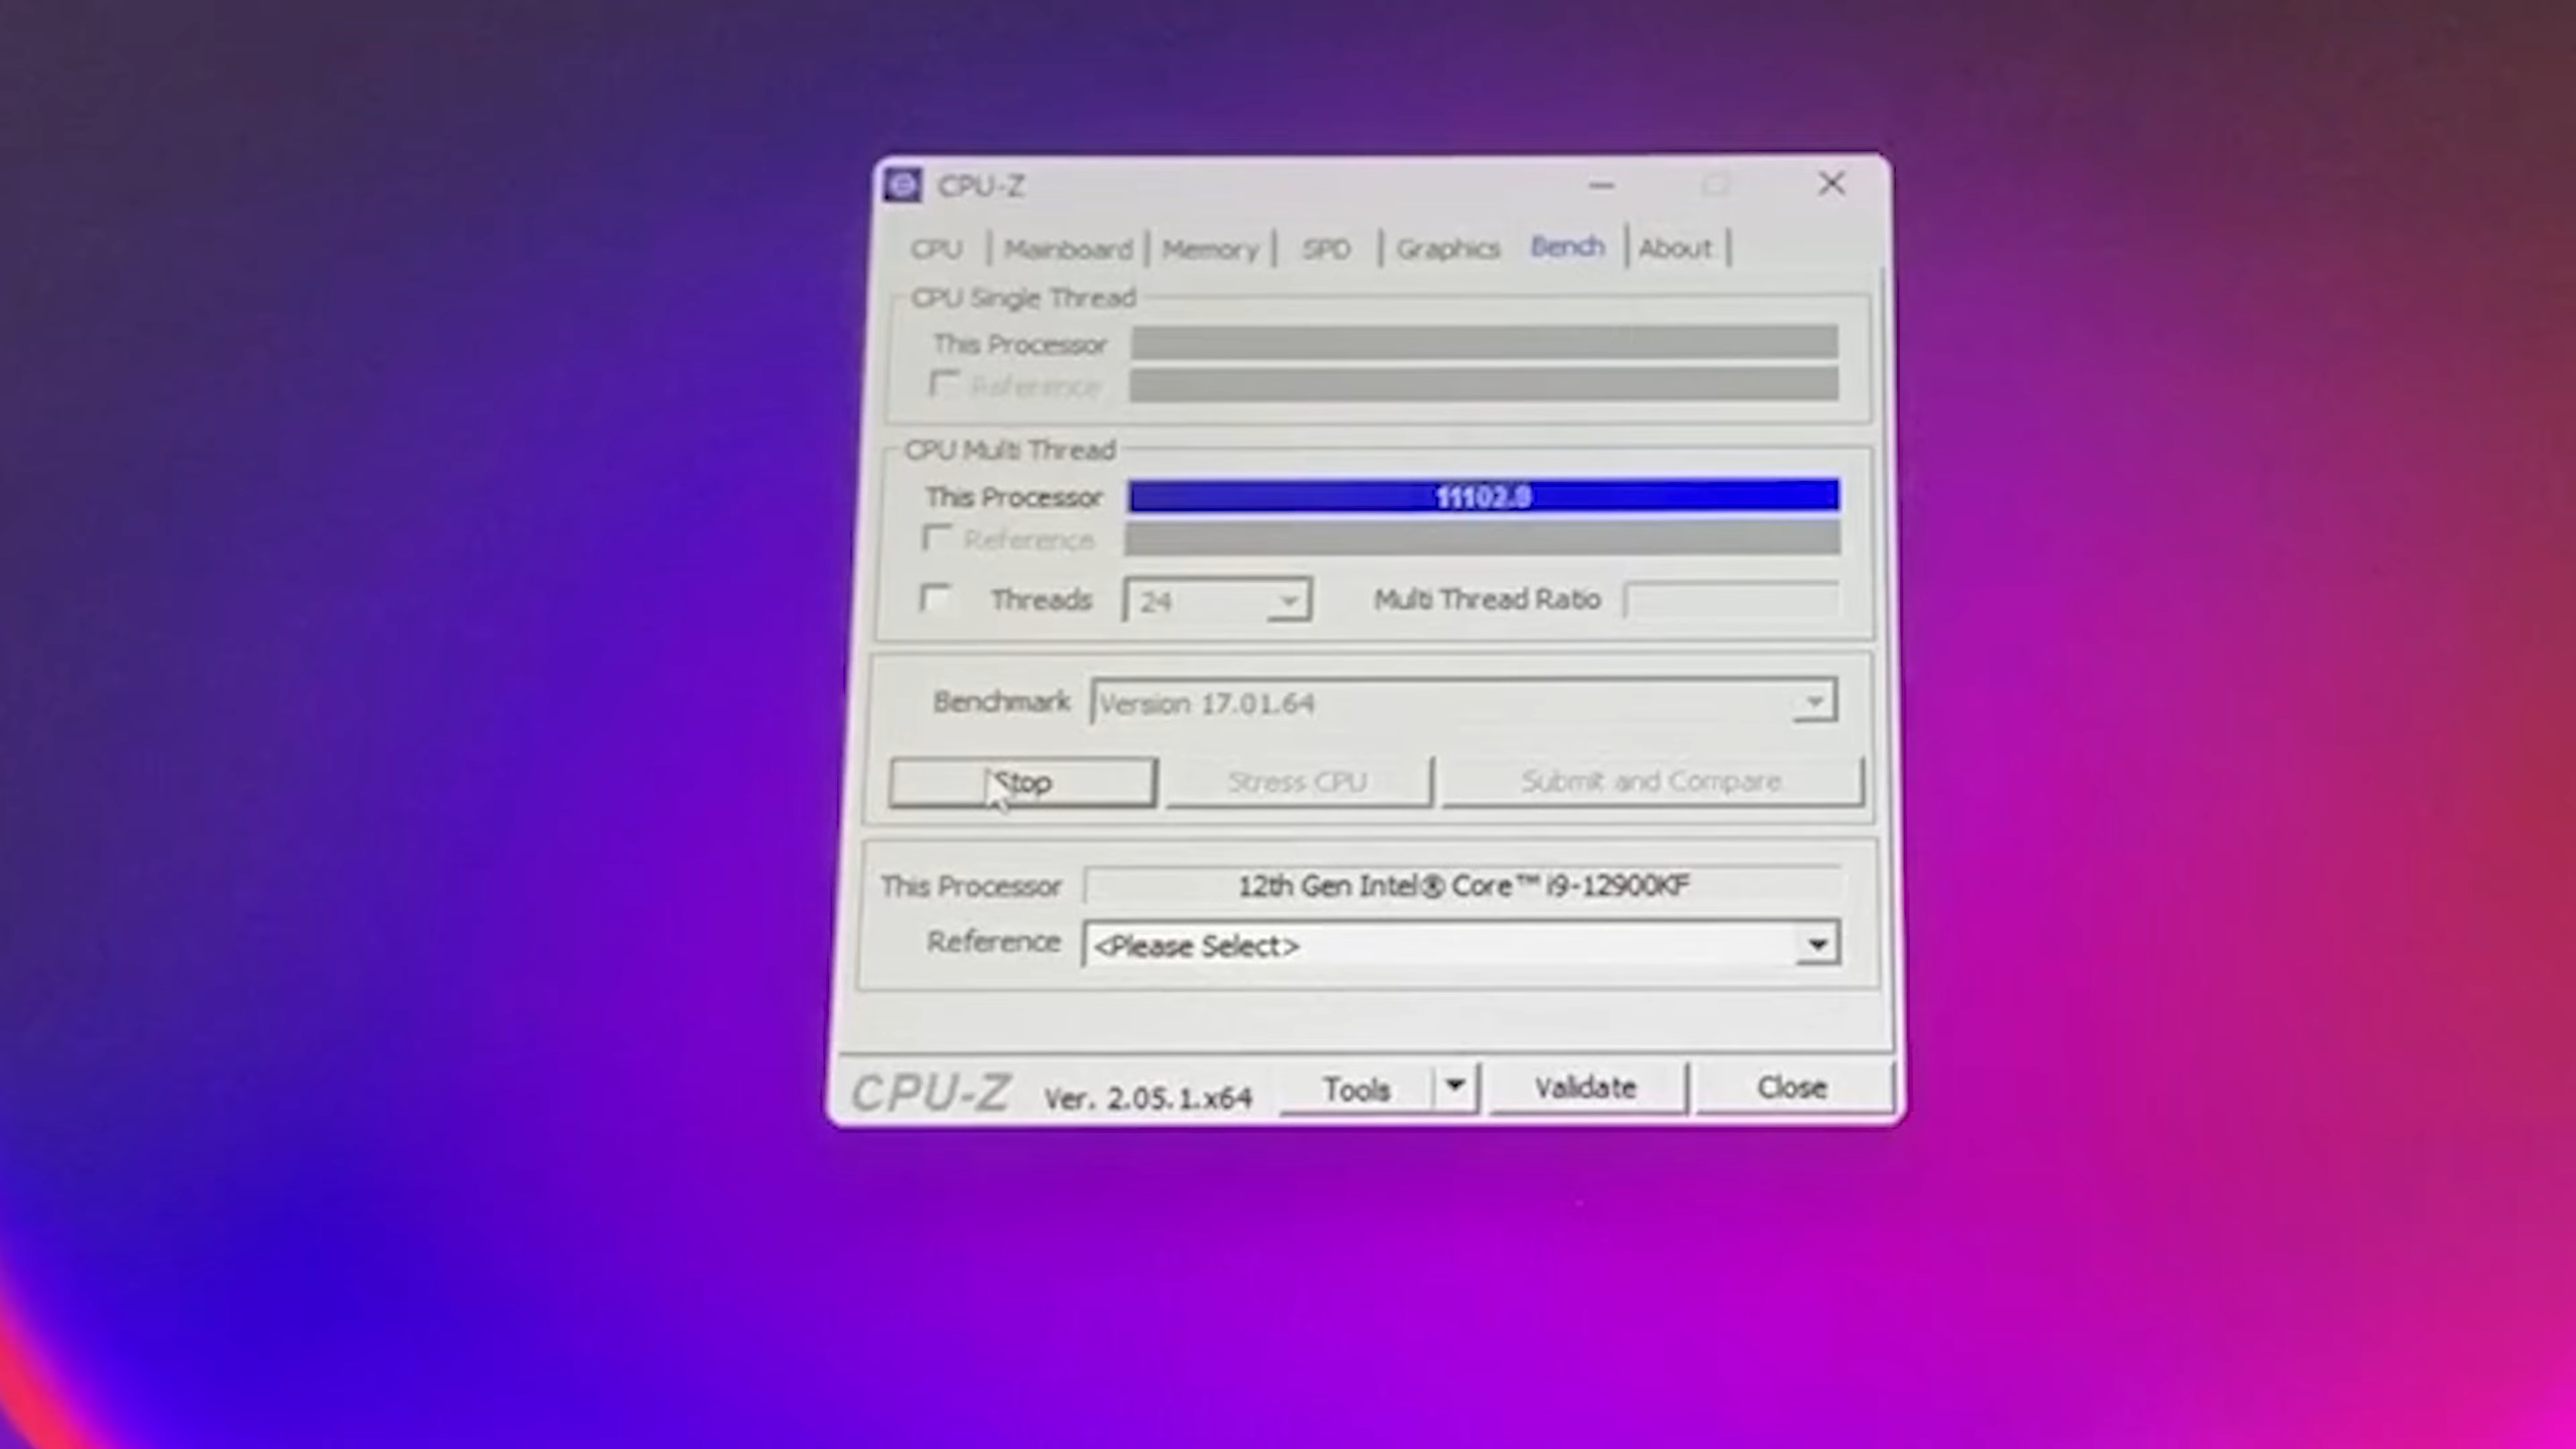 CPU-Z
CPU Mainboard Memory SPD Graphics Bench About
CPU Single Thread
This Processor
Reference
CPU Multi Thread
This Processor 11102.8
Reference
Threads 24 Multi Thread Ratio
Benchmark Version 17.01.64
Stop Stress CPU Submit and Compare
This Processor 12th Gen Intel® Core™ i9-12900KF
Reference <Please Select>
CPU-Z Ver. 2.05.1.x64 Tools Validate Close